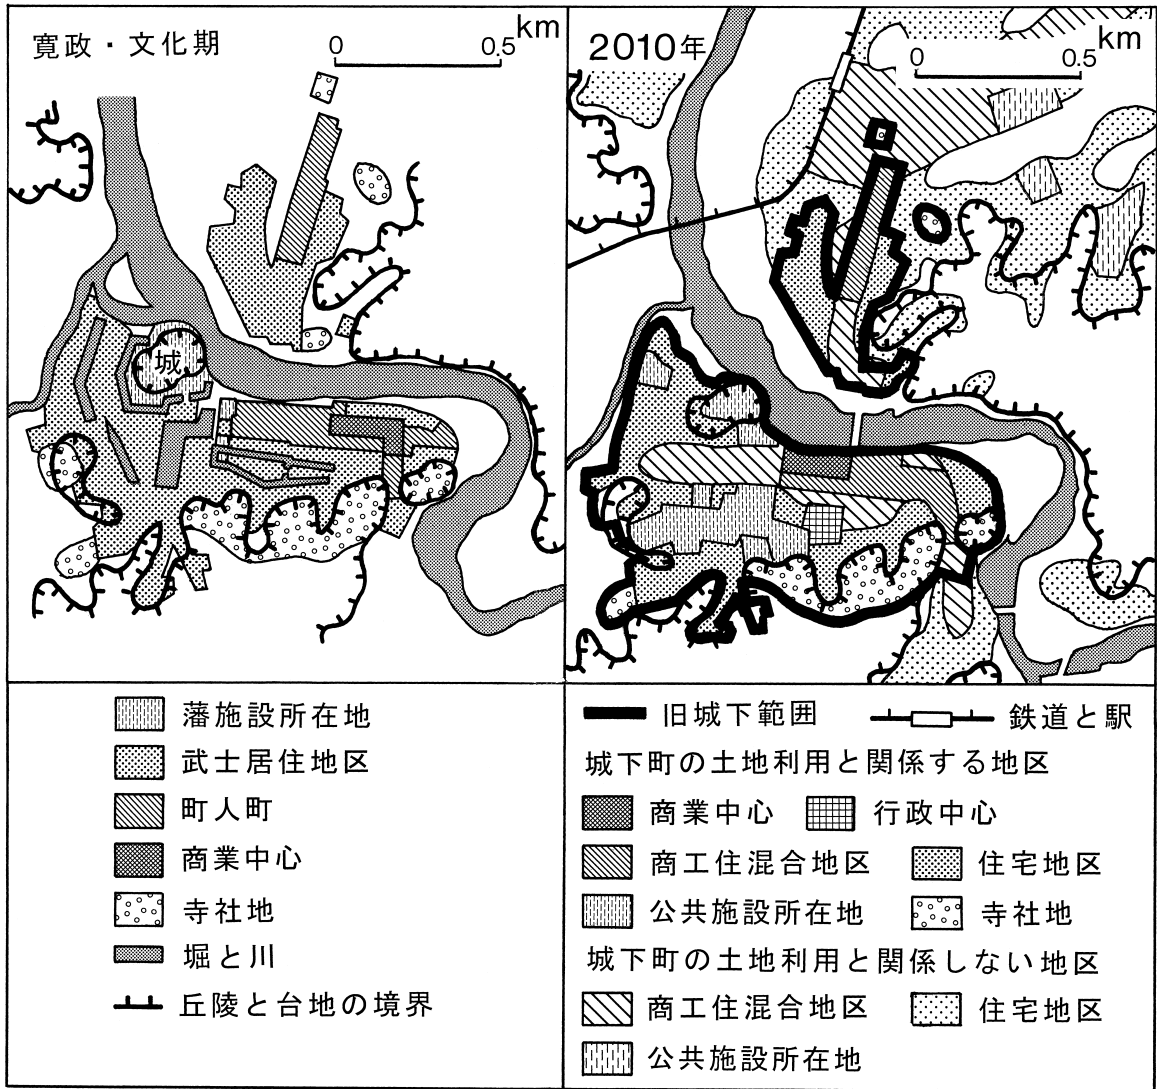 寛政・文化期
0 0.5 km
城
2010年
0 0.5 km
藩施設所在地
武士居住地区
町人町
商業中心
寺社地
堀と川
丘陵と台地の境界
旧城下範囲 鉄道と駅
城下町の土地利用と関係する地区
商業中心 行政中心
商工住混合地区 住宅地区
公共施設所在地 寺社地
城下町の土地利用と関係しない地区
商工住混合地区 住宅地区
公共施設所在地